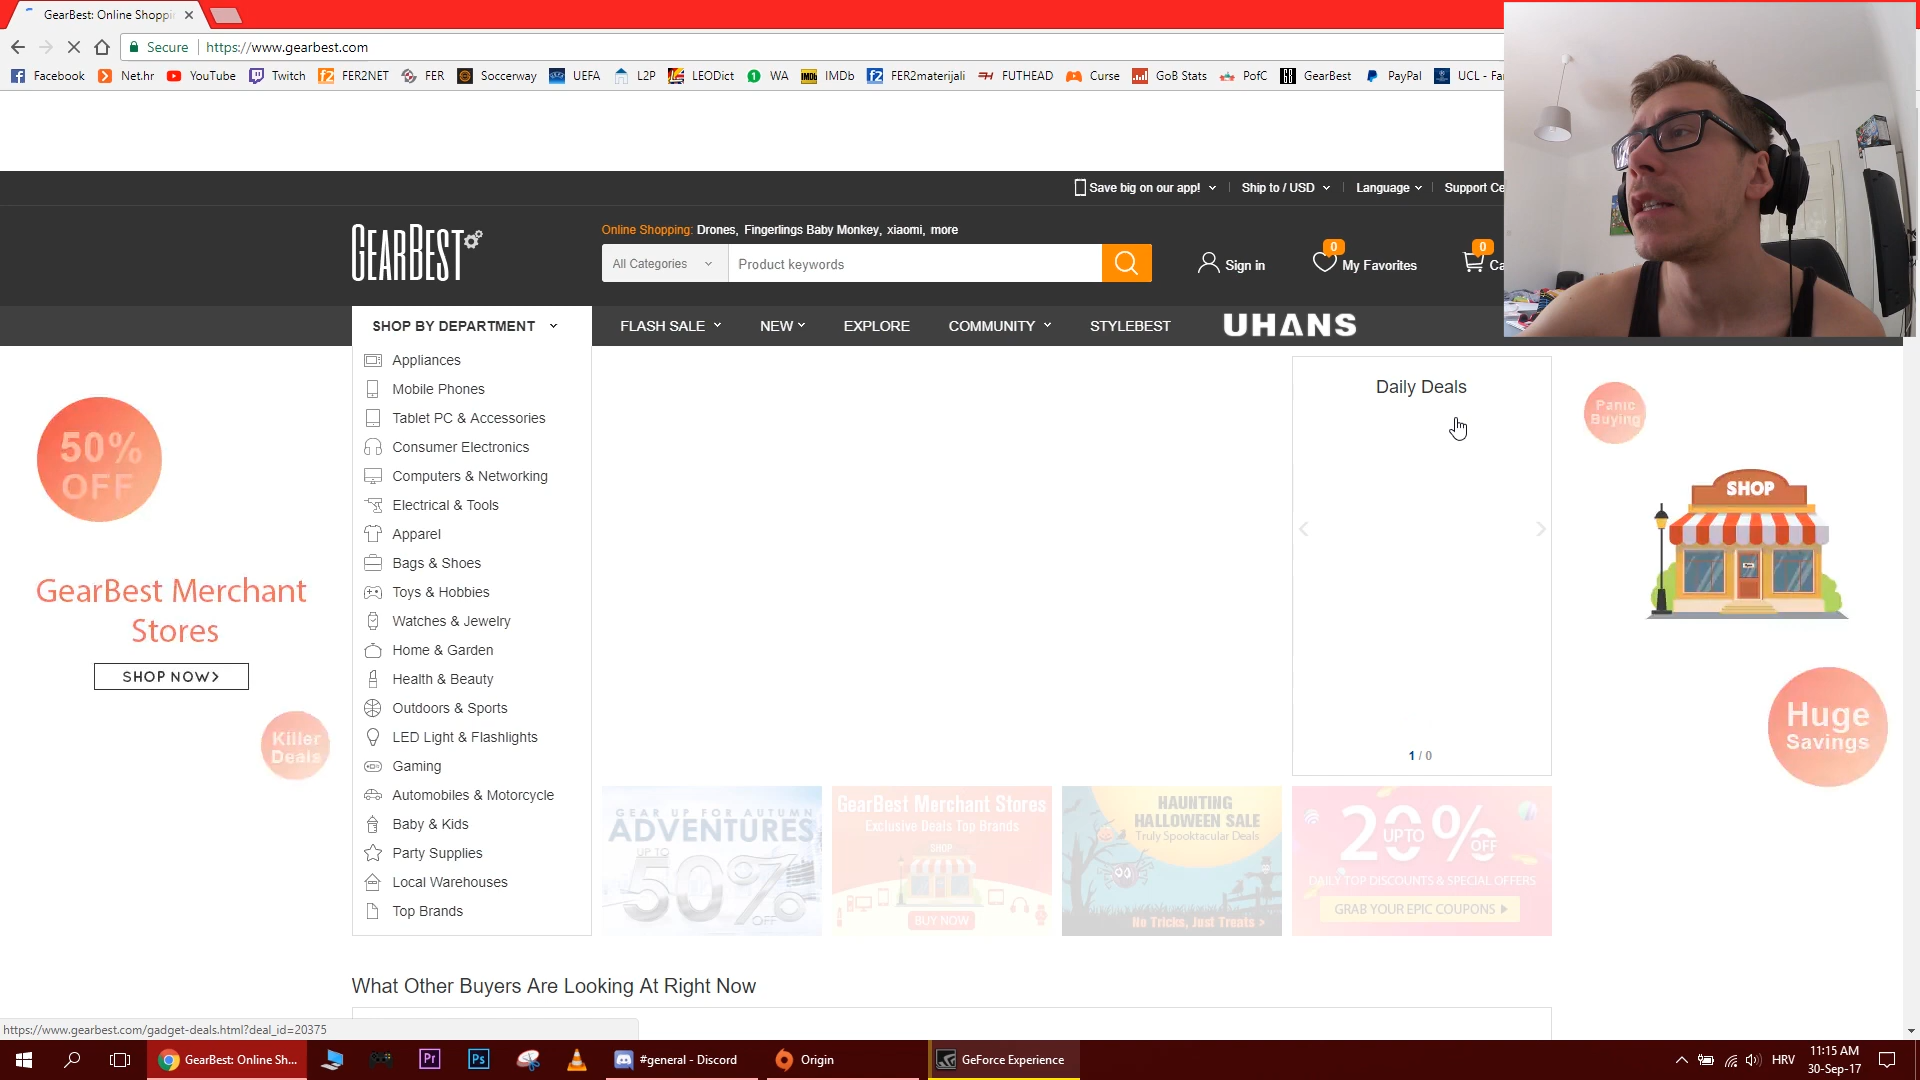 GearBest: Online Shoppi
Secure https://www.gearbest.com
Facebook Net.hr YouTube Twitch FER2NET FER Soccerway UEFA L2P LEODict WA IMDb FER2materijali FUTHEAD Curse GoB Stats PofC GearBest PayPal UCL - Fa
Save big on our app! Ship to / USD Language Support Ce
GEARBEST
Online Shopping: Drones, Fingerlings Baby Monkey, xiaomi, more
All Categories Product keywords
Sign in
0 My Favorites
0 Ca
SHOP BY DEPARTMENT FLASH SALE NEW EXPLORE COMMUNITY STYLEBEST UHANS
Appliances
Mobile Phones
Tablet PC & Accessories
Consumer Electronics
Computers & Networking
Electrical & Tools
Apparel
Bags & Shoes
Toys & Hobbies
Watches & Jewelry
Home & Garden
Health & Beauty
Outdoors & Sports
LED Light & Flashlights
Gaming
Automobiles & Motorcycle
Baby & Kids
Party Supplies
Local Warehouses
Top Brands
50%
OFF
GearBest Merchant
Stores
SHOP NOW>
Killer
Deals
Daily Deals
1 / 0
Panic
Buying
SHOP
Huge
Savings
GEAR UP FOR AUTUMN
ADVENTURES
UP TO
50%
OFF
GearBest Merchant Stores
Exclusive Deals Top Brands
SHOP
BUY NOW
HAUNTING
HALLOWEEN SALE
Truly Spooktacular Deals
No Tricks, Just Treats >
UP TO
20%
OFF
DAILY TOP DISCOUNTS & SPECIAL OFFERS
GRAB YOUR EPIC COUPONS
What Other Buyers Are Looking At Right Now
https://www.gearbest.com/gadget-deals.html?deal_id=20375
GearBest: Online Sh...
Pr
Ps
#general - Discord
Origin
GeForce Experience
HRV
11:15 AM
30-Sep-17